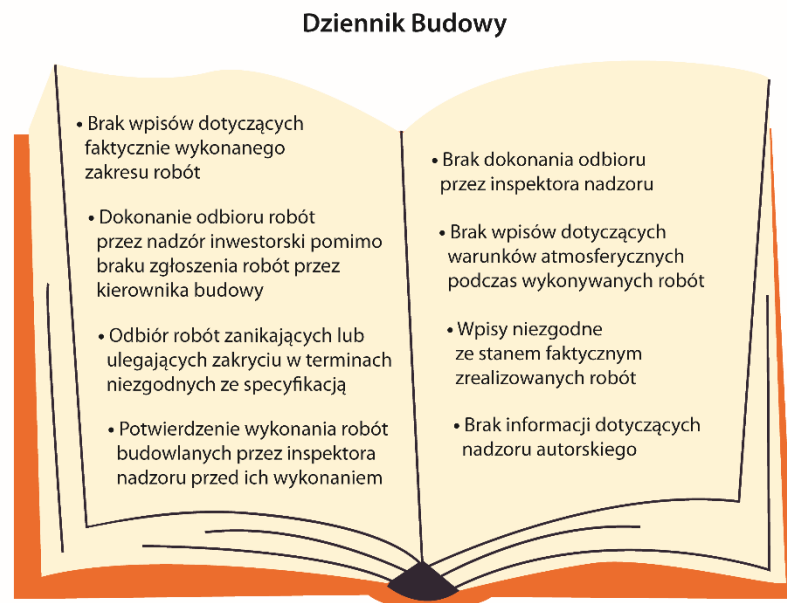 Dziennik Budowy
• Brak wpisów dotyczących
faktycznie wykonanego
zakresu robót
• Dokonanie odbioru robót
przez nadzór inwestorski pomimo
braku zgłoszenia robót przez
kierownika budowy
• Odbiór robót zanikających lub
ulegających zakryciu w terminach
niezgodnych ze specyfikacją
• Potwierdzenie wykonania robót
budowlanych przez inspektora
nadzoru przed ich wykonaniem
• Brak dokonania odbioru
przez inspektora nadzoru
• Brak wpisów dotyczących
warunków atmosferycznych
podczas wykonywanych robót
• Wpisy niezgodne
ze stanem faktycznym
zrealizowanych robót
• Brak informacji dotyczących
nadzoru autorskiego